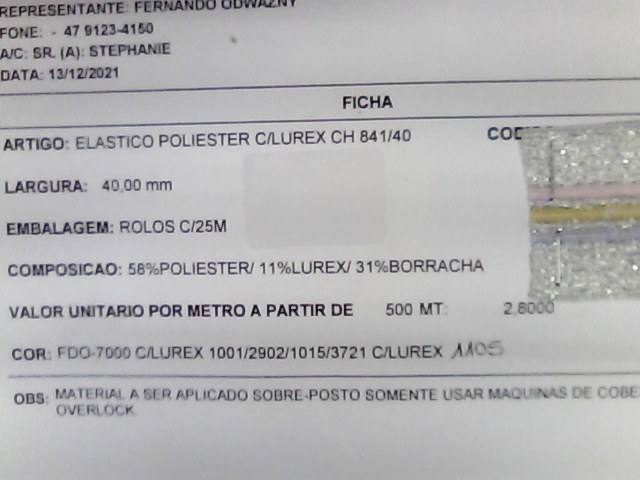 REPRESENTANTE: FERNANDO ODWAZNY
FONE: - 47 9123-4150
A/C: SR. (A): STEPHANIE
DATA: 13/12/2021
FICHA
ARTIGO: ELASTICO POLIESTER C/LUREX CH 841/40
LARGURA: 40,00 mm
EMBALAGEM: ROLOS C/25M
COMPOSICAO: 58%POLIESTER/ 11%LUREX/ 31%BORRACHA
VALOR UNITARIO POR METRO A PARTIR DE 500 MT: 2,8000
COR: FDO-7000 C/LUREX 1001/2902/1015/3721 C/LUREX 1105
OBS: MATERIAL A SER APLICADO SOBRE-POSTO SOMENTE USAR MAQUINAS DE COBE
OVERLOCK